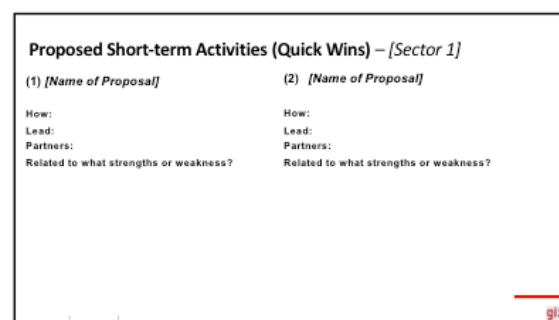 Proposed Short-term Activities (Quick Wins) – [Sector 1]
(1) [Name of Proposal]
How:
Lead:
Partners:
Related to what strengths or weakness?
(2) [Name of Proposal]
How:
Lead:
Partners:
Related to what strengths or weakness?